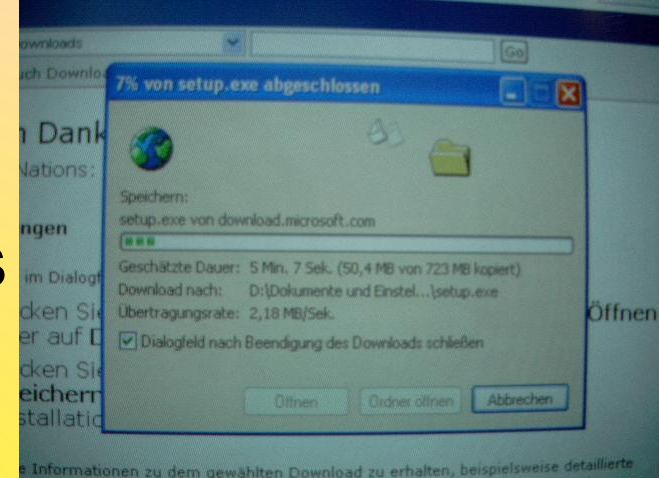 ownloads
Go
uch Downlo
7% von setup.exe abgeschlossen
n Dank
Nations:
Speichern:
setup.exe von download.microsoft.com
ngen
S
im Dialogf
Geschätzte Dauer: 5 Min. 7 Sek. (50,4 MB von 723 MB kopiert)
Download nach: D:\Dokumente und Einstel...\setup.exe
cken Sie
Öffnen
Übertragungsrate: 2,18 MB/Sek.
er auf D
Dialogfeld nach Beendigung des Downloads schließen
cken Sie
eichern
Öffnen Ordner öffnen Abbrechen
stallatio
e Informationen zu dem gewählten Download zu erhalten, beispielsweise detaillierte